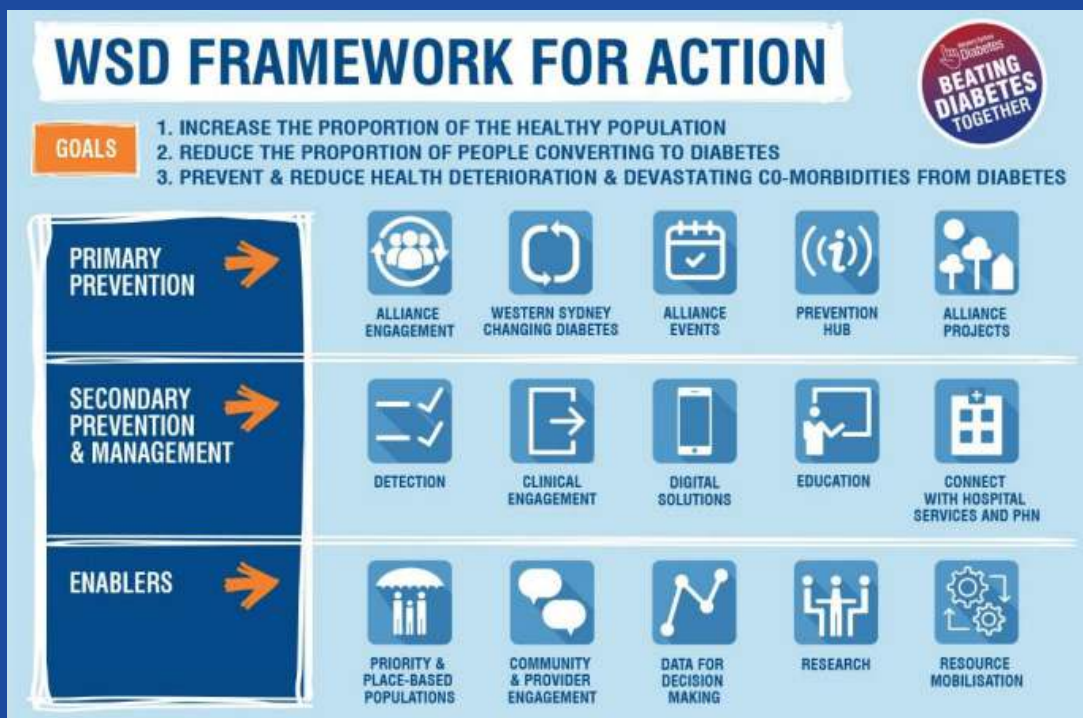 WSD FRAMEWORK FOR ACTION
Western Sydney
Diabetes
BEATING
DIABETES
TOGETHER
GOALS
1. INCREASE THE PROPORTION OF THE HEALTHY POPULATION
2. REDUCE THE PROPORTION OF PEOPLE CONVERTING TO DIABETES
3. PREVENT & REDUCE HEALTH DETERIORATION & DEVASTATING CO-MORBIDITIES FROM DIABETES
PRIMARY
PREVENTION
ALLIANCE
ENGAGEMENT
WESTERN SYDNEY
CHANGING DIABETES
ALLIANCE
EVENTS
PREVENTION
HUB
ALLIANCE
PROJECTS
SECONDARY
PREVENTION
& MANAGEMENT
DETECTION
CLINICAL
ENGAGEMENT
DIGITAL
SOLUTIONS
EDUCATION
CONNECT
WITH HOSPITAL
SERVICES AND PHN
ENABLERS
PRIORITY &
PLACE-BASED
POPULATIONS
COMMUNITY
& PROVIDER
ENGAGEMENT
DATA FOR
DECISION
MAKING
RESEARCH
RESOURCE
MOBILISATION